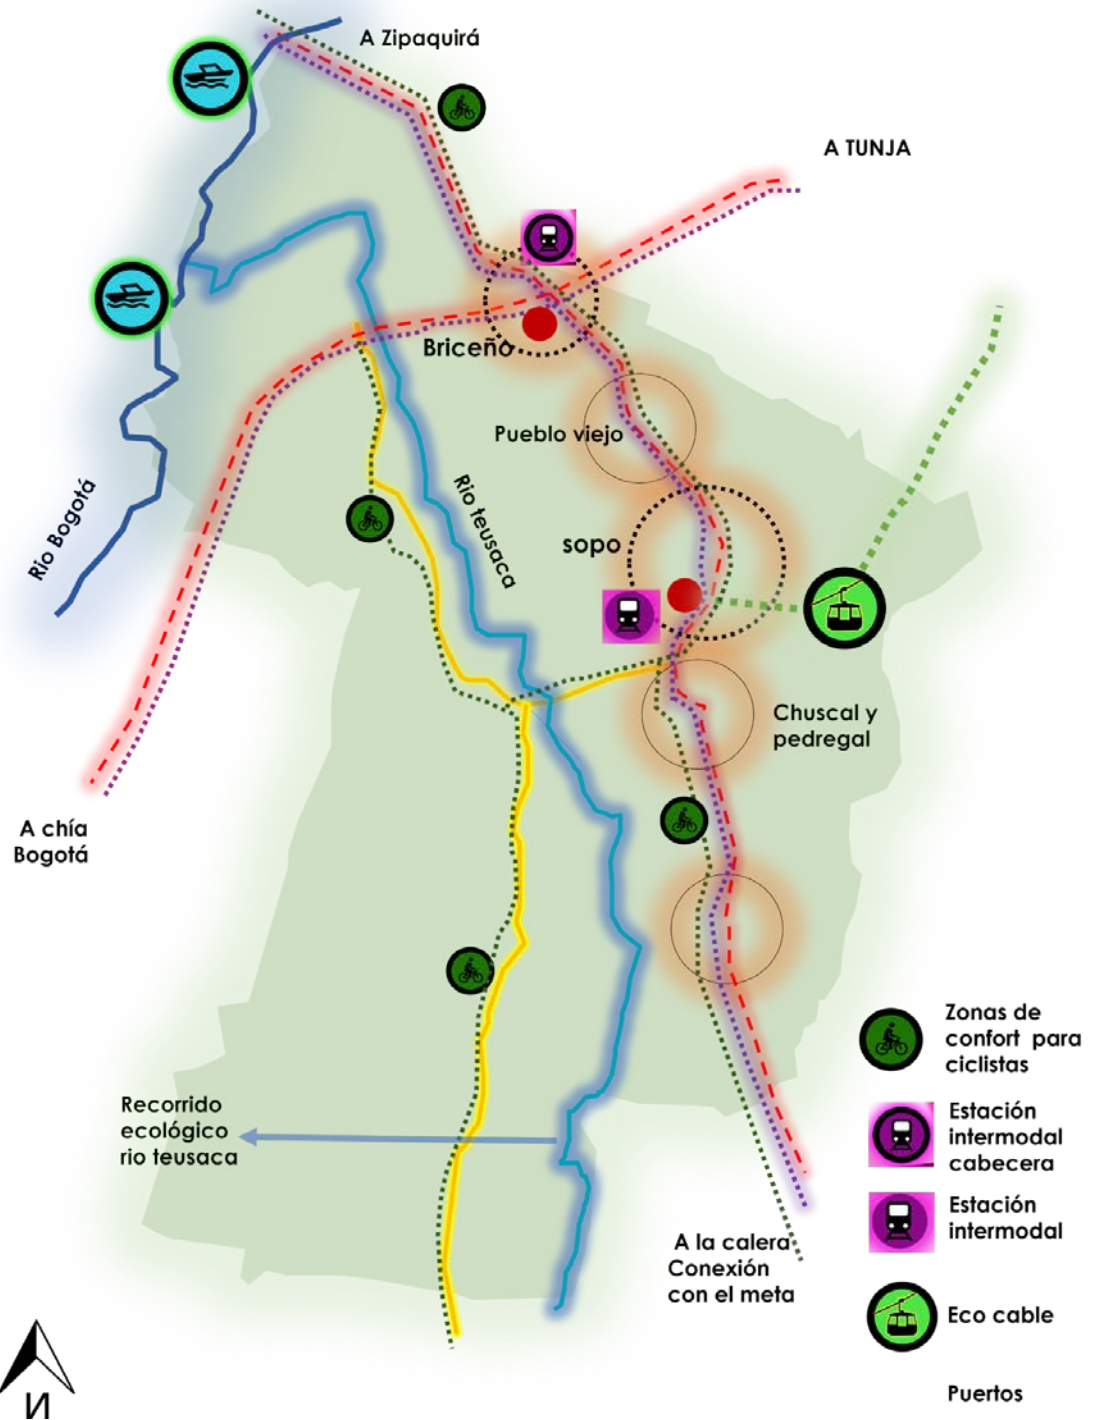 A Zipaquirá
A TUNJA
Briceño
Pueblo viejo
Rio Bogotá
Rio teusaca
sopo
Chuscal y
pedregal
A chía
Bogotá
Recorrido
ecológico
rio teusaca
A la calera
Conexión
con el meta
Zonas de
confort para
ciclistas
Estación
intermodal
cabecera
Estación
intermodal
Eco cable
Puertos
И